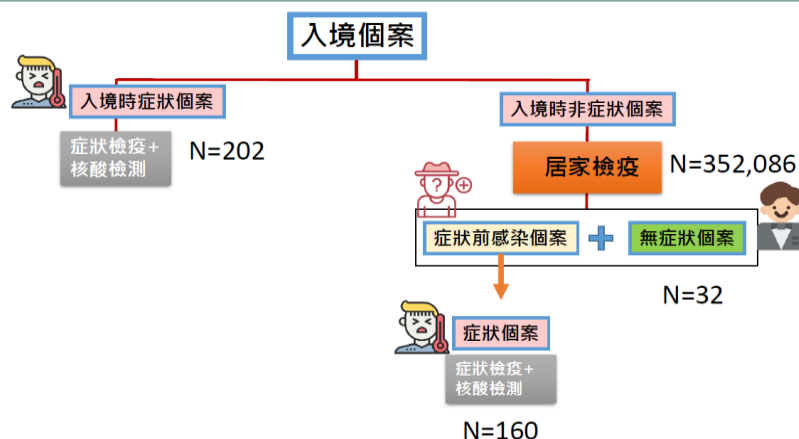 入境個案
入境時症狀個案
入境時非症狀個案
症狀檢疫+
核酸檢測
N=202
居家檢疫
N=352,086
?
症狀前感染個案
無症狀個案
N=32
症狀個案
症狀檢疫+
核酸檢測
N=160